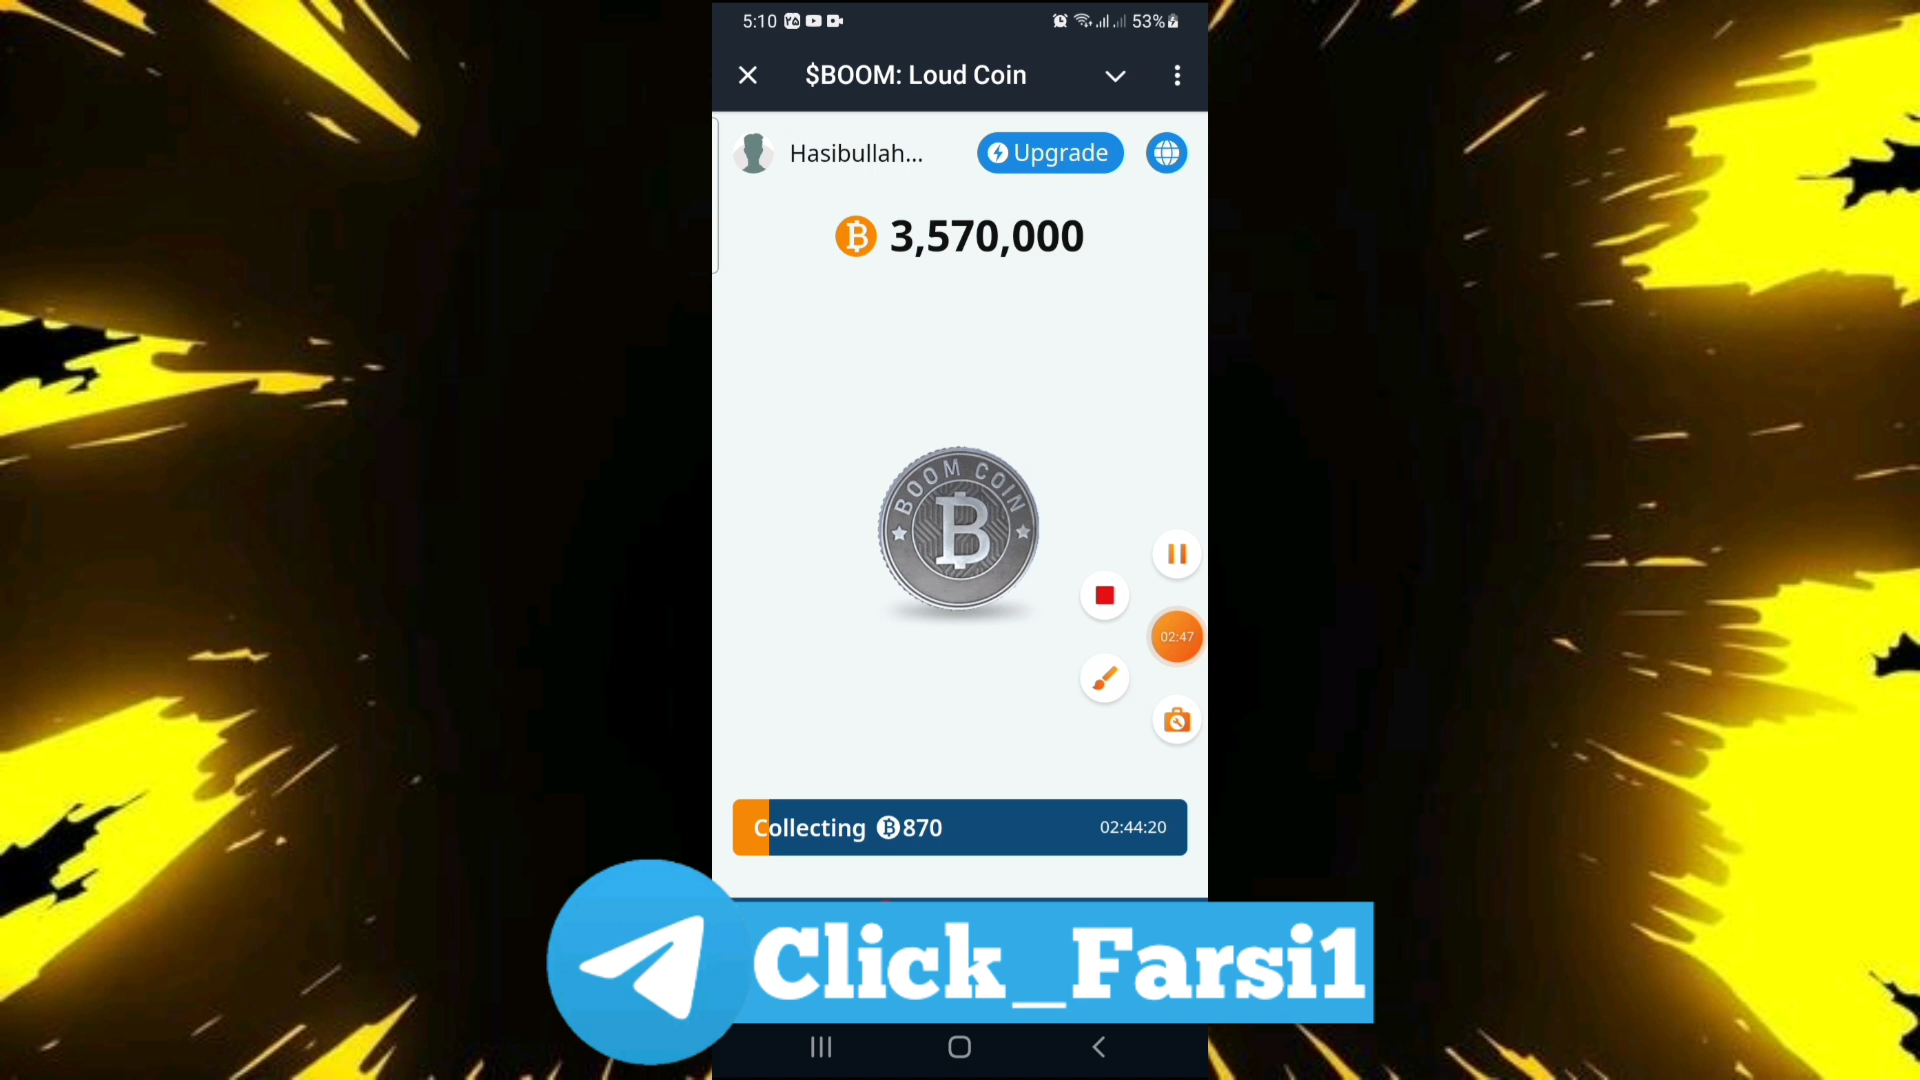 5:10 ۲۵ 53%
$BOOM: Loud Coin
Hasibullah... Upgrade
3,570,000
BOOM COIN
02:47
Collecting 870 02:44:20
Click_Farsi1